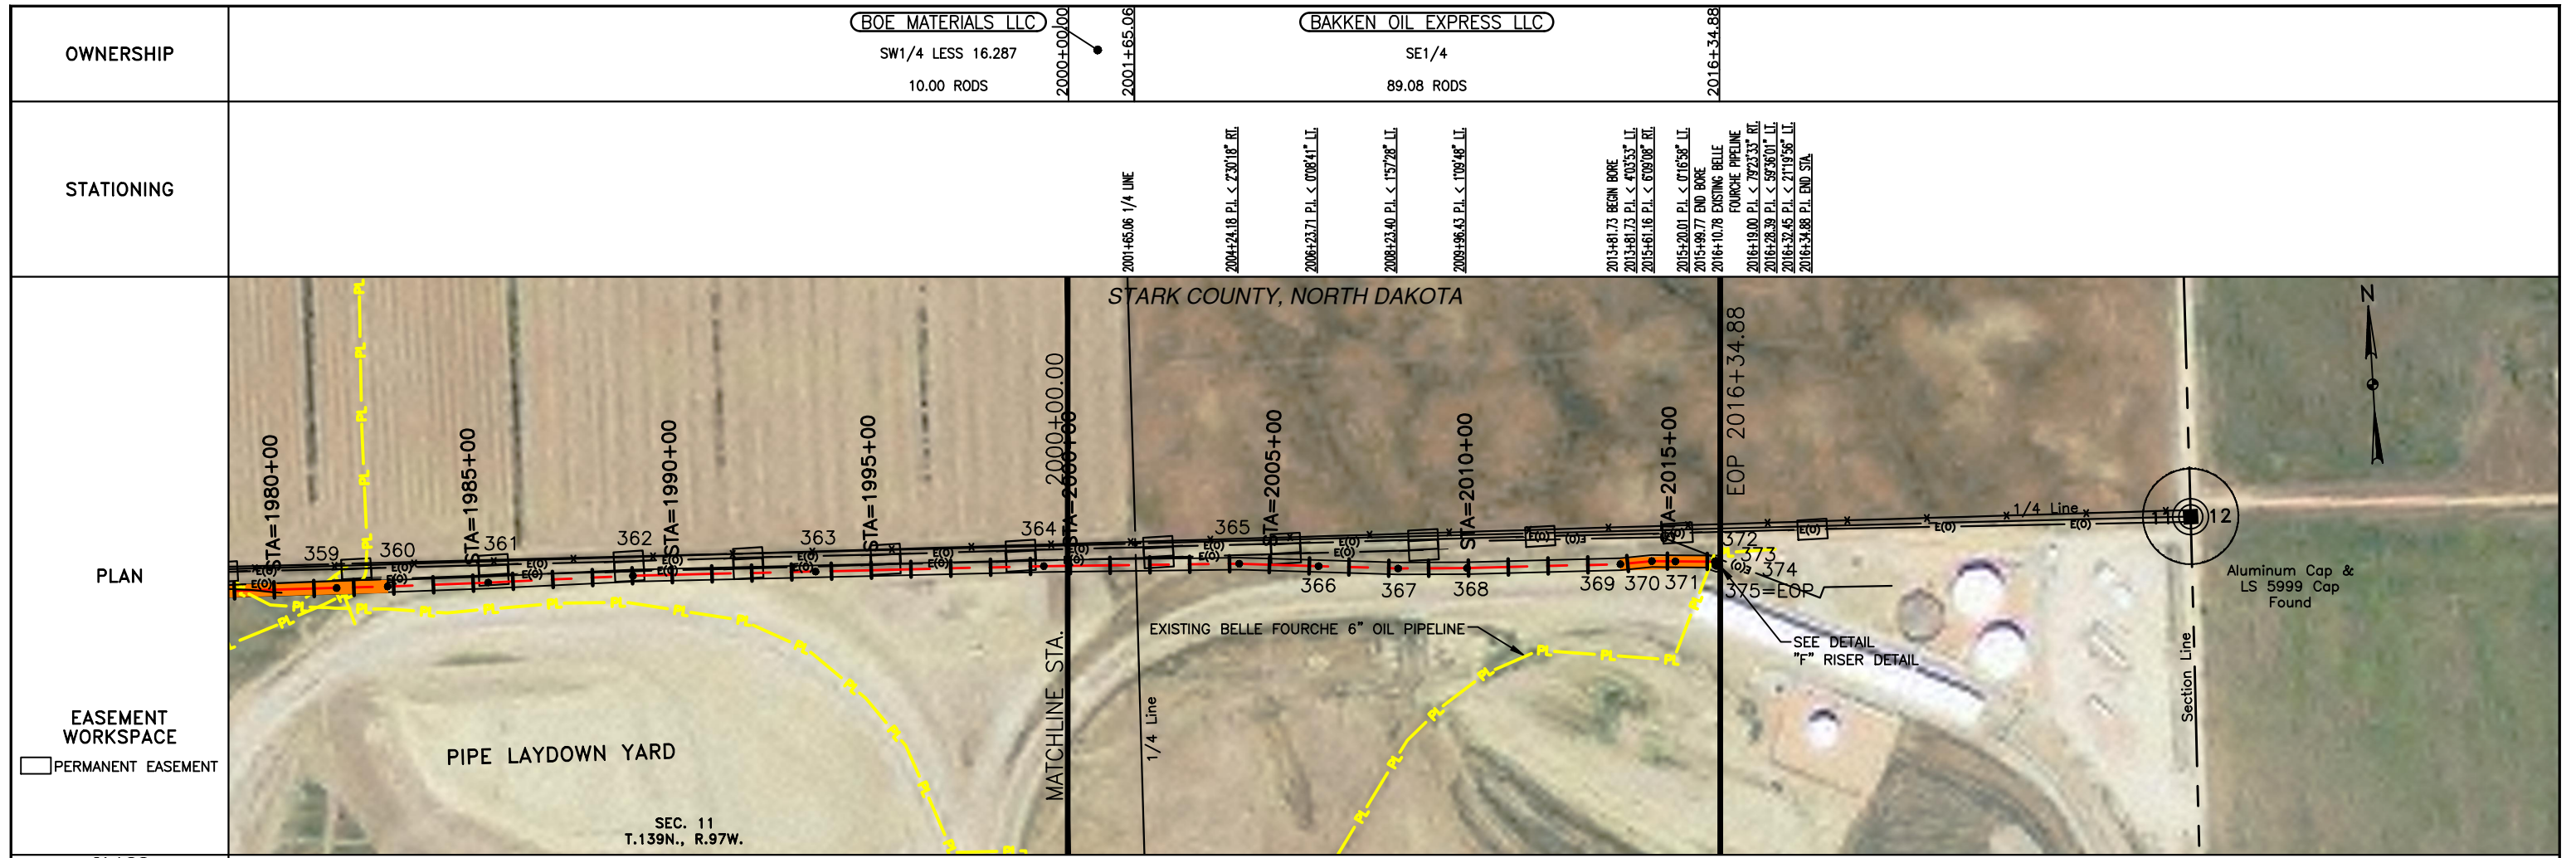 OWNERSHIP
BOE MATERIALS LLC
SW1/4 LESS 16.287
10.00 RODS
2000+00.00
2001+65.06
BAKKEN OIL EXPRESS LLC
SE1/4
89.08 RODS
2016+34.88
STATIONING
2001+65.06 1/4 LINE
2004+24.18 P.I. < 2°30'18" RT.
2006+23.71 P.I. < 0°08'41" LT.
2008+23.40 P.I. < 1°57'28" LT.
2009+96.43 P.I. < 1°09'48" LT.
2013+81.73 BEGIN BORE
2013+81.73 P.I. < 4°03'53" LT.
2015+61.16 P.I. < 6°09'08" RT.
2015+20.01 P.I. < 0°16'58" LT.
2015+99.77 END BORE
2016+10.78 EXISTING BELLE
FOURCHE PIPELINE
2016+19.00 P.I. < 79°23'33" RT.
2016+28.39 P.I. < 59°36'01" LT.
2016+32.45 P.I. < 21°19'56" LT.
2016+34.88 P.I. END STA.
PLAN
STARK COUNTY, NORTH DAKOTA
N
MATCHLINE STA. 2000+00.00
EOP 2016+34.88
STA=1980+00
STA=1985+00
STA=1990+00
STA=1995+00
STA=2000+00
STA=2005+00
STA=2010+00
STA=2015+00
359
360
361
362
363
364
365
366
367
368
369
370
371
372
373
374
375=EOP
1/4 Line
11
12
Aluminum Cap &
LS 5999 Cap
Found
EXISTING BELLE FOURCHE 6" OIL PIPELINE
SEE DETAIL
"F" RISER DETAIL
1/4 Line
Section Line
PIPE LAYDOWN YARD
SEC. 11
T.139N., R.97W.
EASEMENT
WORKSPACE
PERMANENT EASEMENT